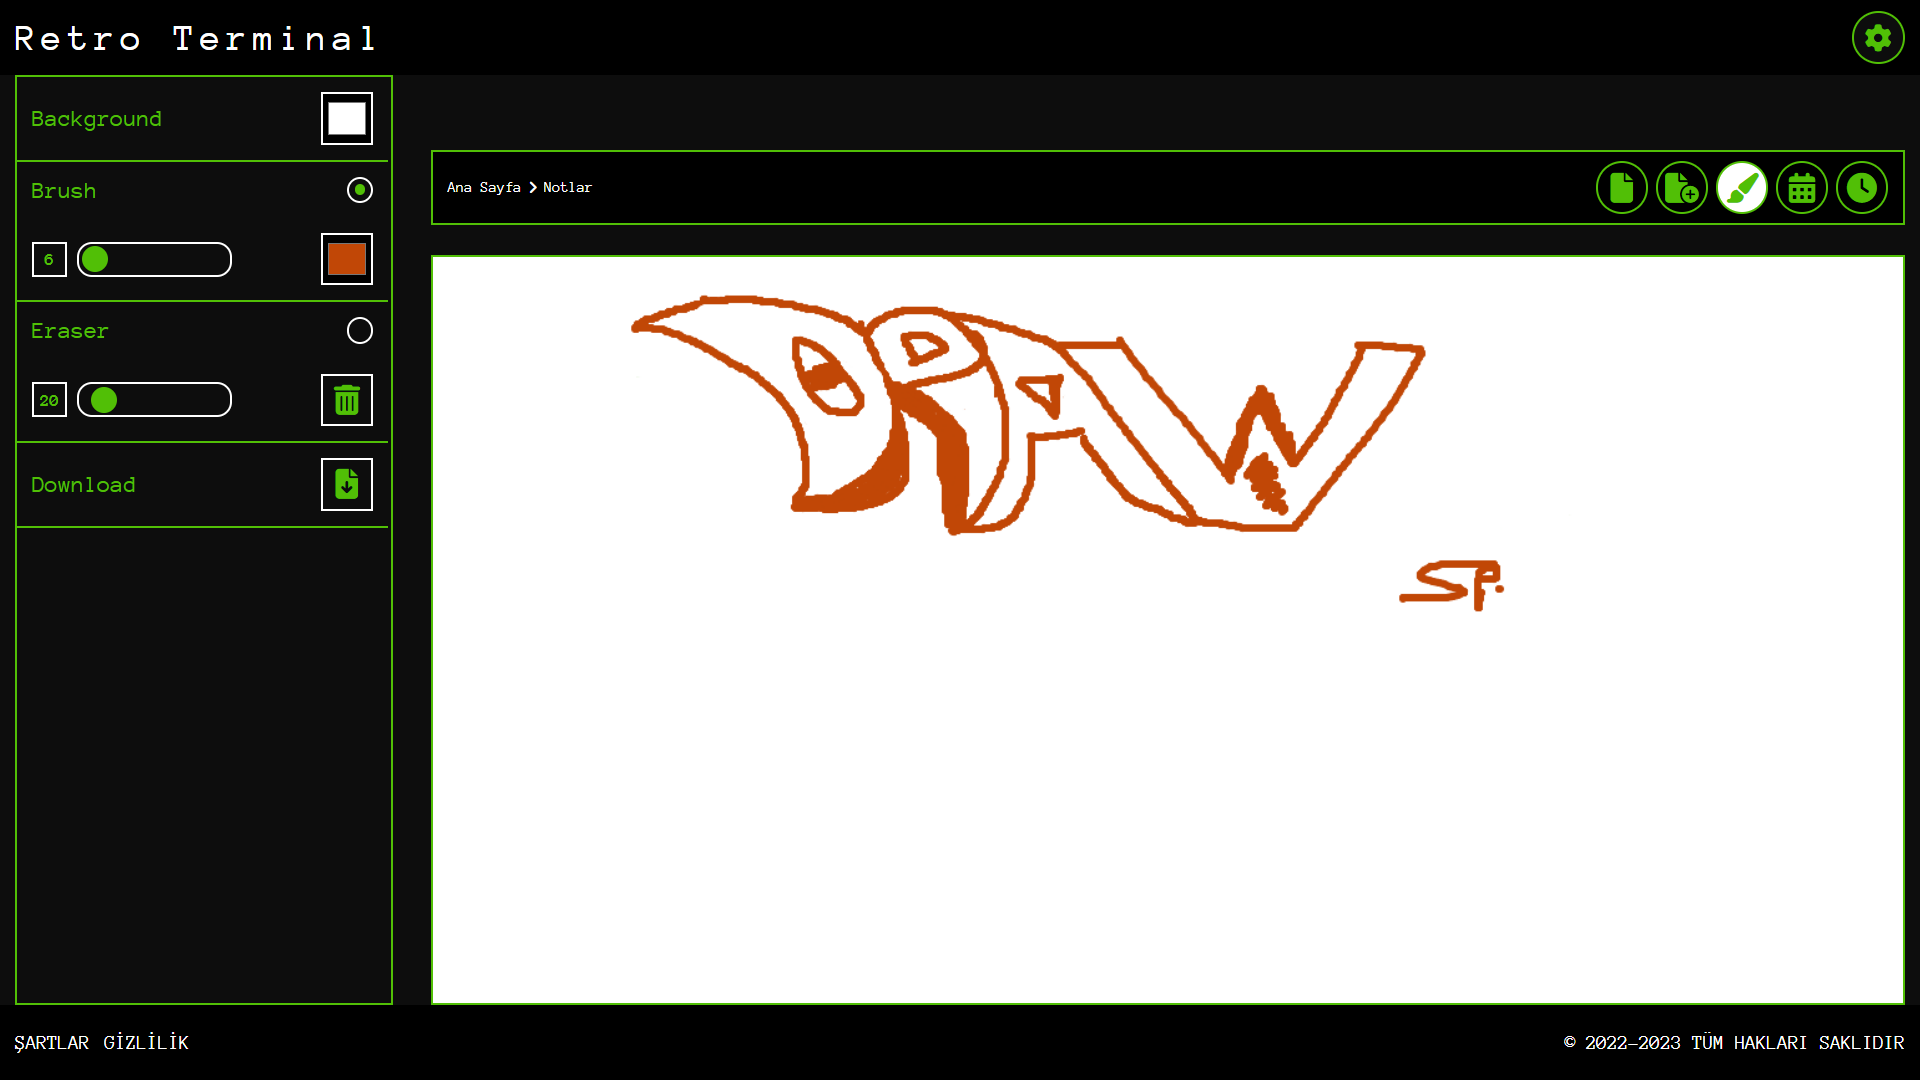 Retro Terminal
Background
Brush
6
Eraser
20
Download
Ana Sayfa > Notlar
DRAW
SF.
ŞARTLAR GİZLİLİK
© 2022-2023 TÜM HAKLARI SAKLIDIR